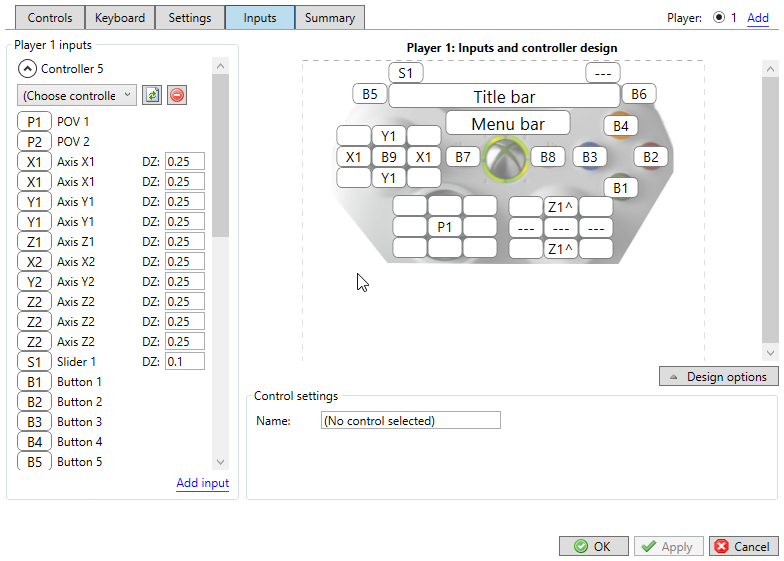 Controls Keyboard Settings Inputs Summary
Player: 1 Add
Player 1 inputs
Controller 5
(Choose controlle
P1 POV 1
P2 POV 2
X1 Axis X1 DZ: 0.25
X1 Axis X1 DZ: 0.25
Y1 Axis Y1 DZ: 0.25
Y1 Axis Y1 DZ: 0.25
Z1 Axis Z1 DZ: 0.25
X2 Axis X2 DZ: 0.25
Y2 Axis Y2 DZ: 0.25
Z2 Axis Z2 DZ: 0.25
Z2 Axis Z2 DZ: 0.25
Z2 Axis Z2 DZ: 0.25
S1 Slider 1 DZ: 0.1
B1 Button 1
B2 Button 2
B3 Button 3
B4 Button 4
B5 Button 5
Add input
Player 1: Inputs and controller design
S1 ---
B5 Title bar B6
Menu bar B4
Y1
X1 B9 X1 B7 B8 B3 B2
Y1
B1
Z1^
P1 --- --- ---
Z1^
Design options
Control settings
Name: (No control selected)
OK Apply Cancel